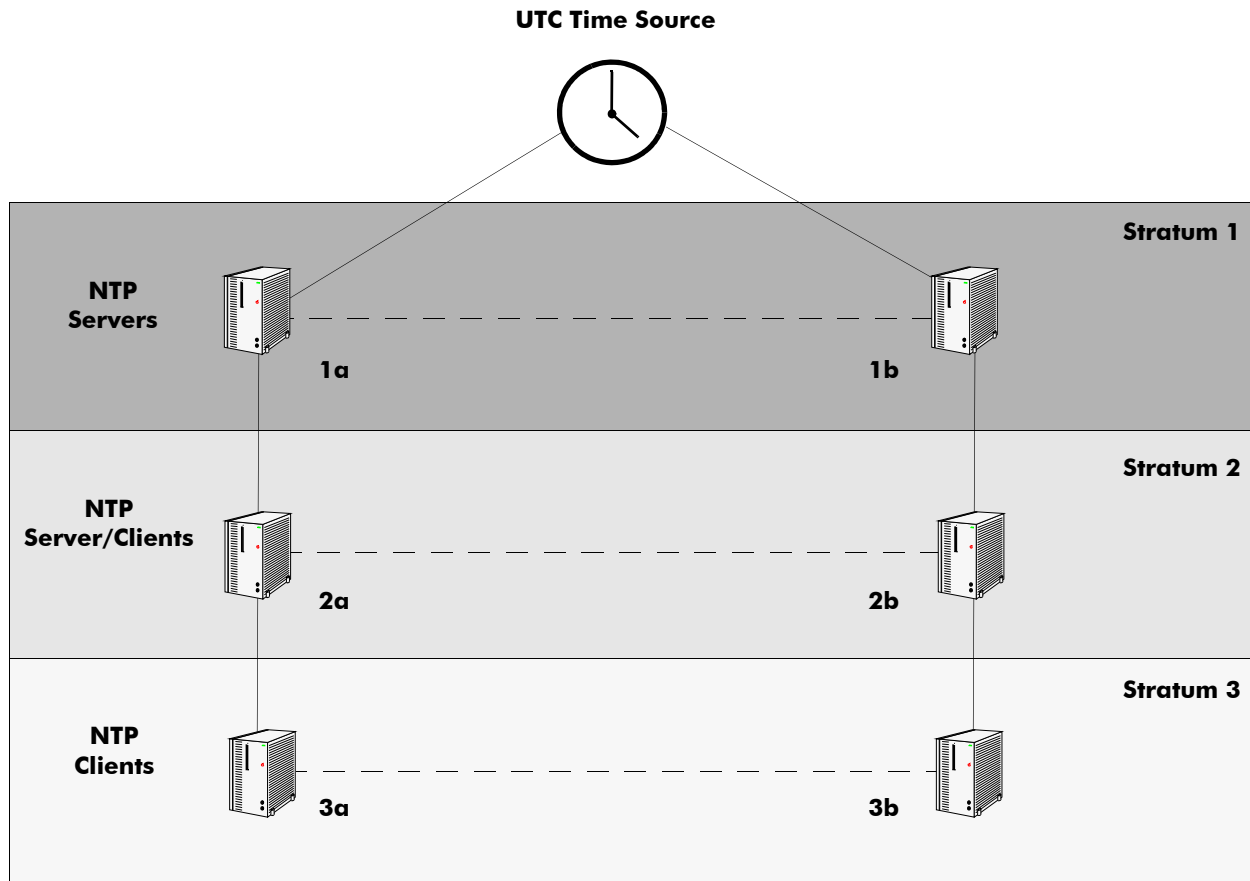 UTC Time Source
Stratum 1
NTP
Servers
1a
1b
Stratum 2
NTP
Server/Clients
2a
2b
Stratum 3
NTP
Clients
3a
3b